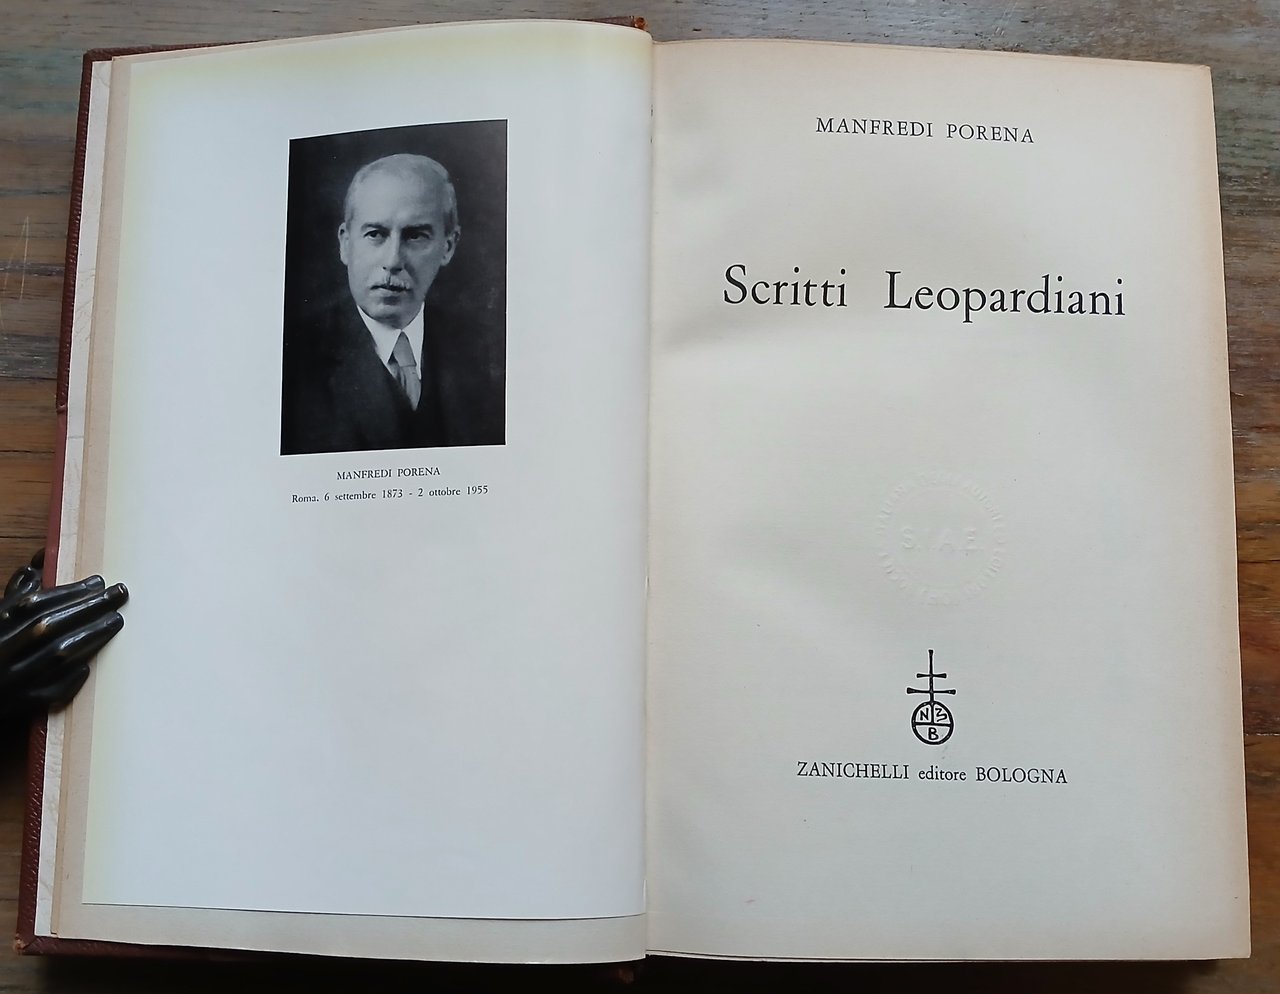 MANFREDI PORENA
Roma, 6 settembre 1873 - 2 ottobre 1955
MANFREDI PORENA
Scritti Leopardiani
S.I.A.E.
N Z
B
ZANICHELLI editore BOLOGNA